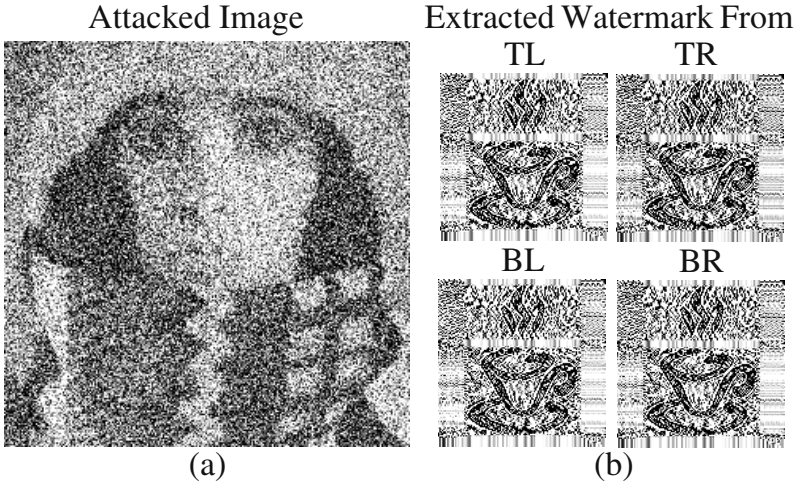 Attacked Image
Extracted Watermark From
TL TR
BL BR
(a) (b)